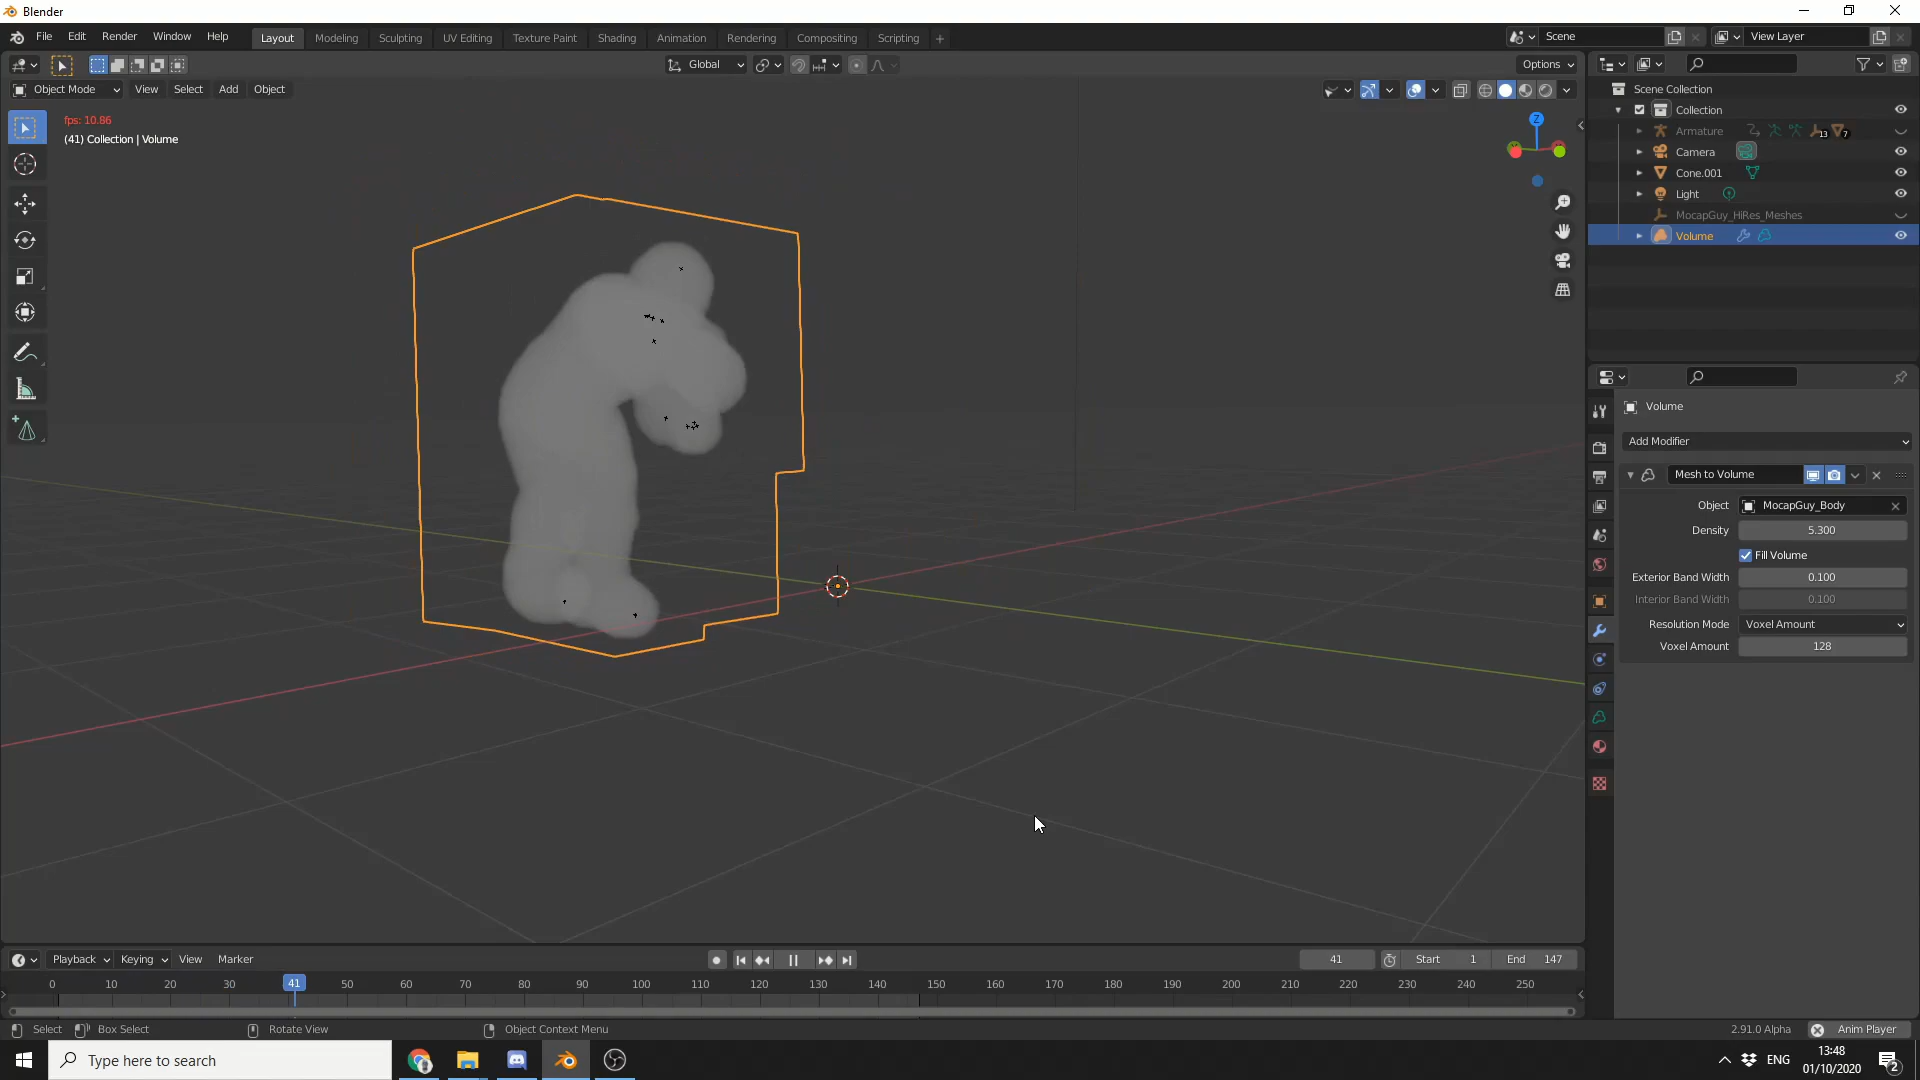 Blender
File Edit Render Window Help Layout Modeling Sculpting UV Editing Texture Paint Shading Animation Rendering Compositing Scripting + Scene View Layer
Global Options
Object Mode View Select Add Object
fps: 10.86
(41) Collection | Volume
Z
Scene Collection
Collection
Armature 13 7
Camera
Cone.001
Light
MocapGuy_HiRes_Meshes
Volume
Volume
Add Modifier
Mesh to Volume
Object MocapGuy_Body
Density 5.300
Fill Volume
Exterior Band Width 0.100
Interior Band Width 0.100
Resolution Mode Voxel Amount
Voxel Amount 128
Playback Keying View Marker 41 Start 1 End 147
0 10 20 30 41 50 60 70 80 90 100 110 120 130 140 150 160 170 180 190 200 210 220 230 240 250
Select Box Select Rotate View Object Context Menu 2.91.0 Alpha Anim Player
Type here to search ENG 13:48
01/10/2020 2